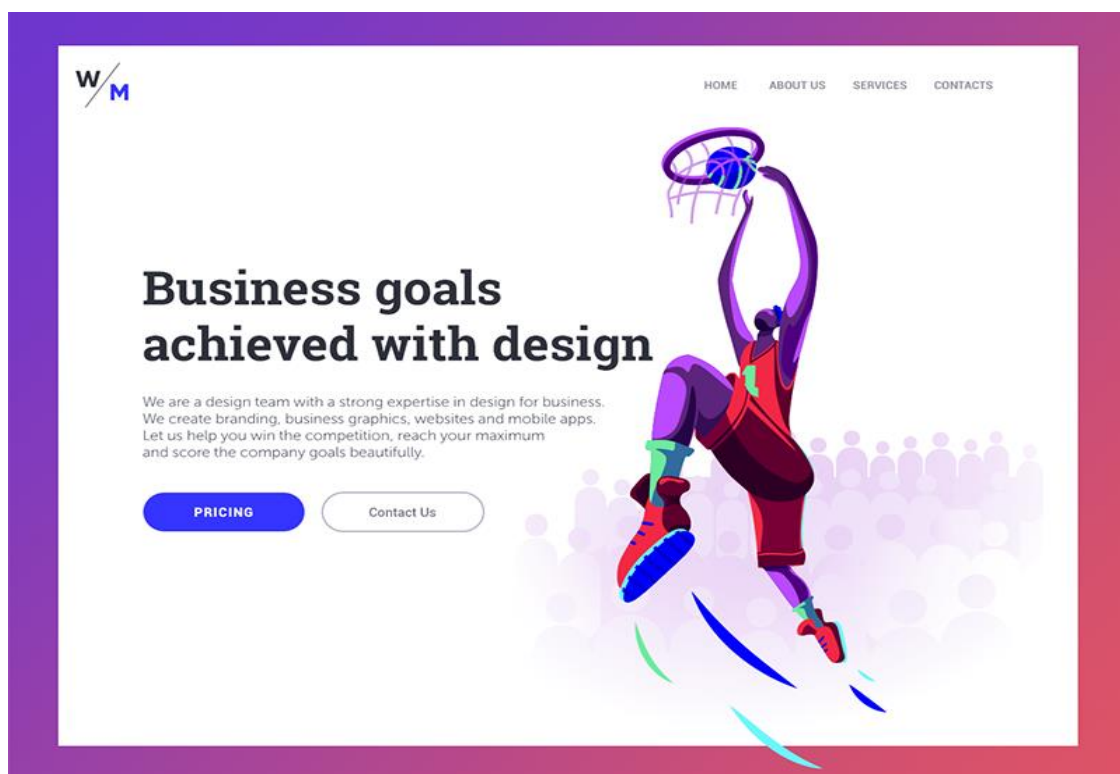 W/M
HOME ABOUT US SERVICES CONTACTS
Business goals
achieved with design
We are a design team with a strong expertise in design for business.
We create branding, business graphics, websites and mobile apps.
Let us help you win the competition, reach your maximum
and score the company goals beautifully.
PRICING Contact Us